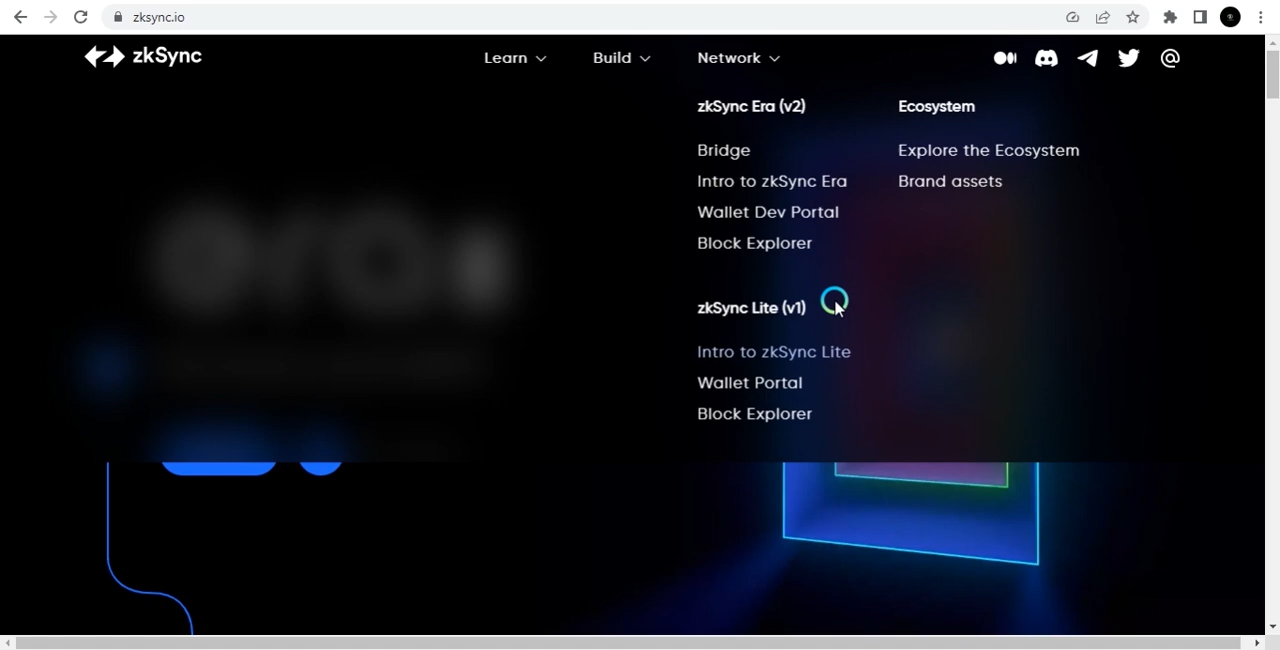 zksync.io
zkSync
Learn
Build
Network
zkSync Era (v2)
Bridge
Intro to zkSync Era
Wallet Dev Portal
Block Explorer
Ecosystem
Explore the Ecosystem
Brand assets
zkSync Lite (v1)
Intro to zkSync Lite
Wallet Portal
Block Explorer